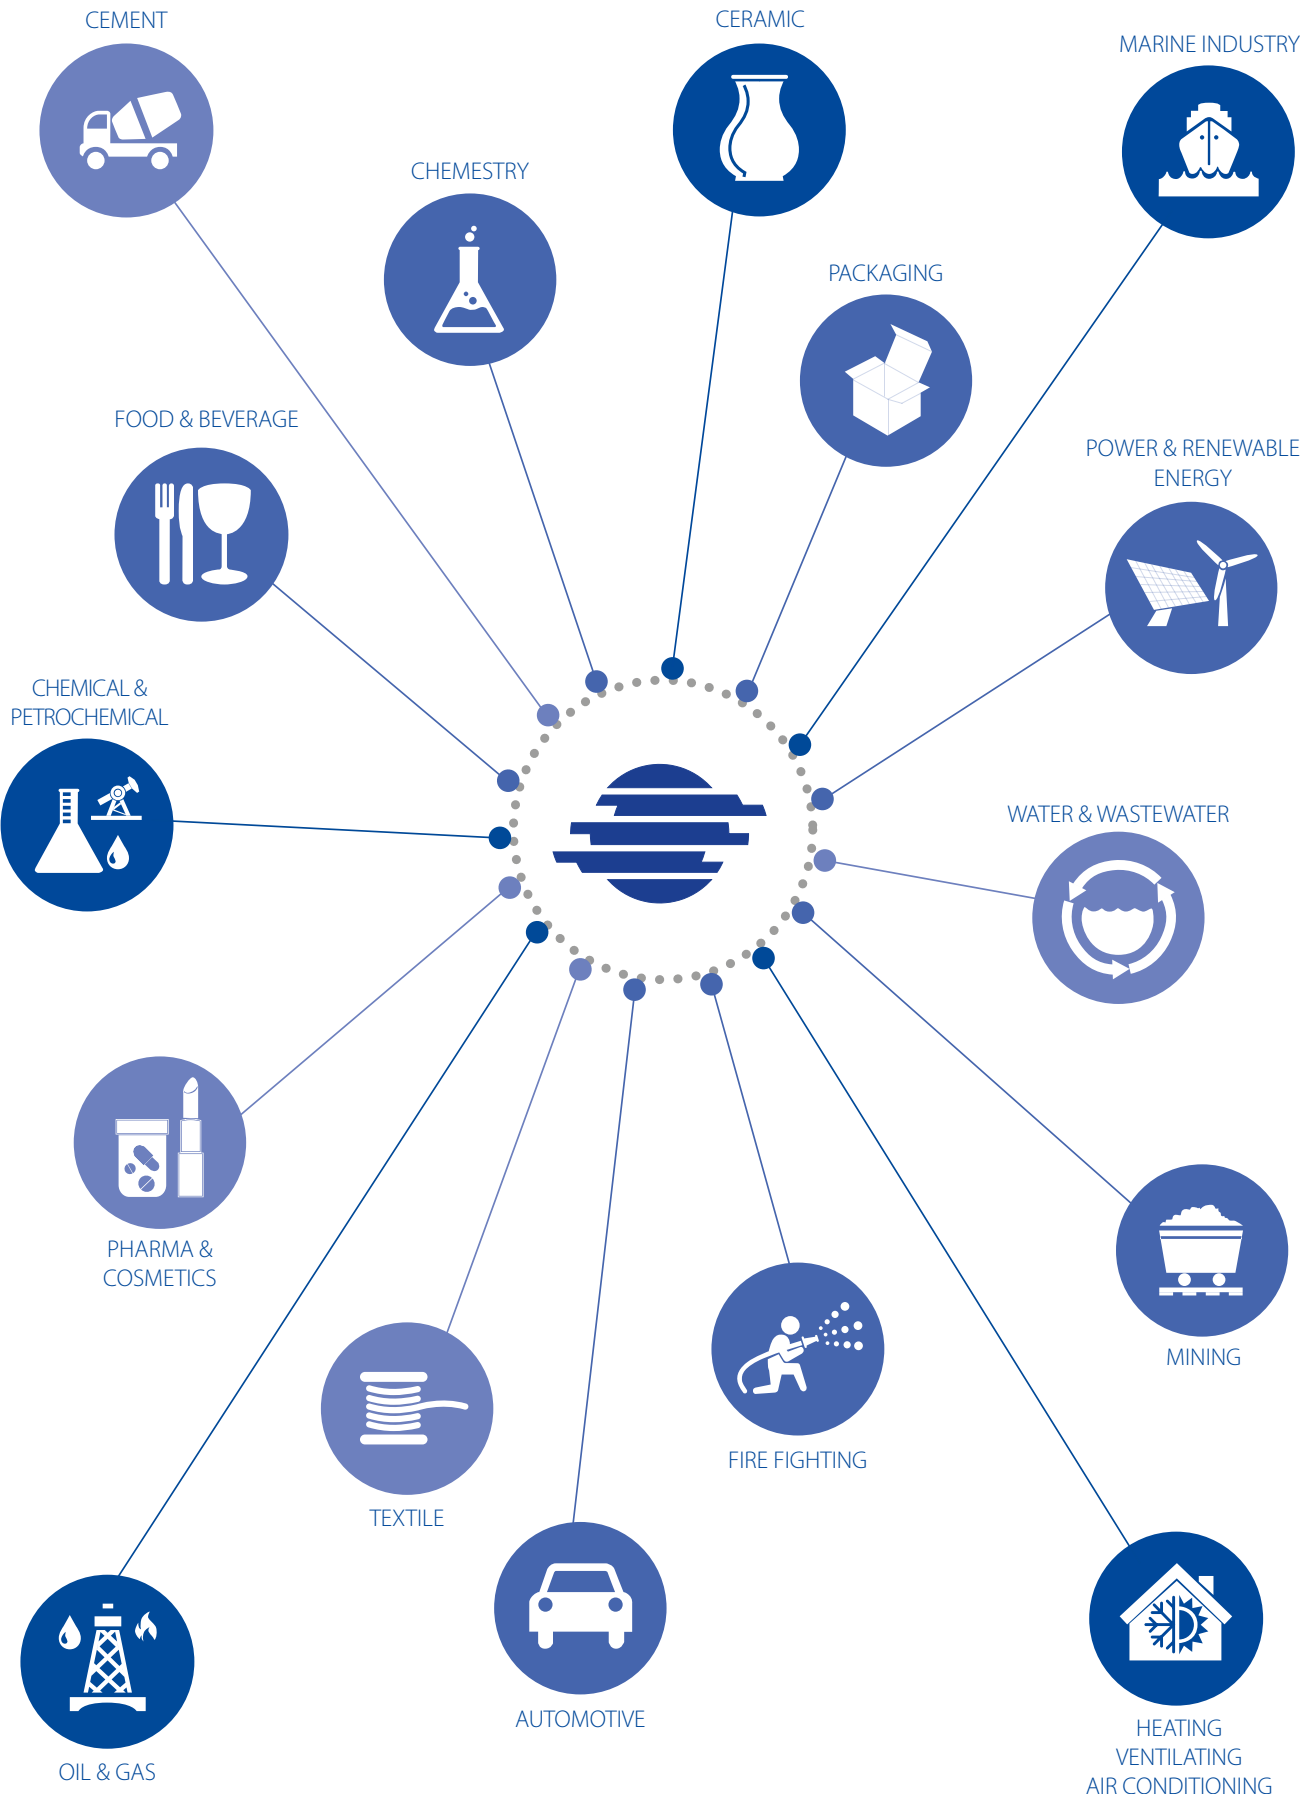 CEMENT
CERAMIC
MARINE INDUSTRY
CHEMESTRY
PACKAGING
FOOD & BEVERAGE
POWER & RENEWABLE
ENERGY
CHEMICAL &
PETROCHEMICAL
WATER & WASTEWATER
PHARMA &
COSMETICS
MINING
FIRE FIGHTING
TEXTILE
AUTOMOTIVE
OIL & GAS
HEATING
VENTILATING
AIR CONDITIONING